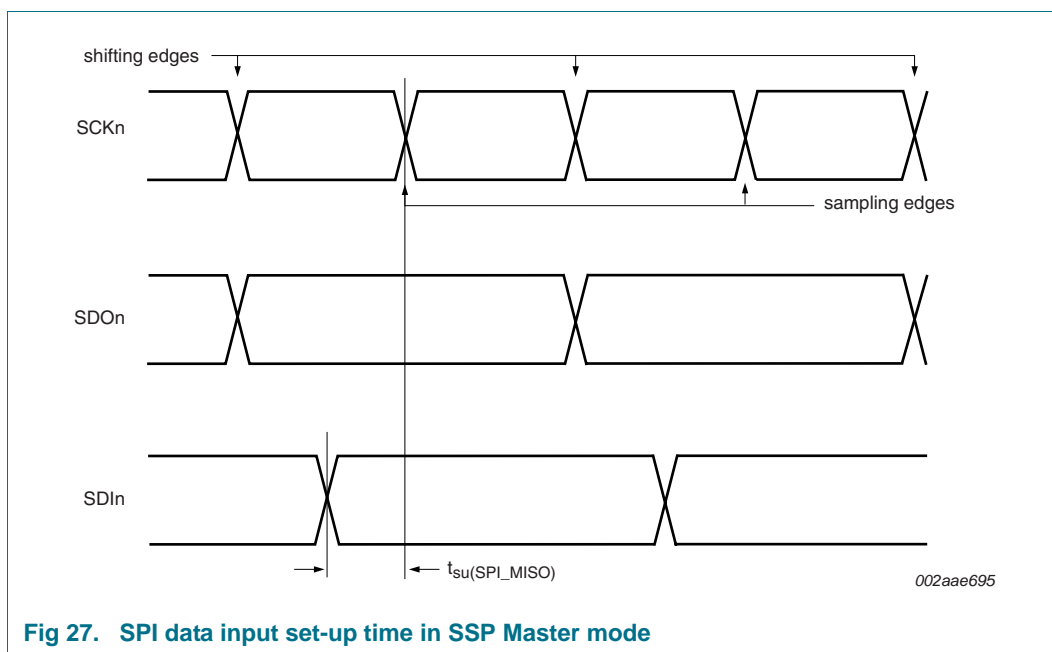 shifting edges
SCKn
sampling edges
SDOn
SDIn
tsu(SPI_MISO)
002aae695
Fig 27. SPI data input set-up time in SSP Master mode